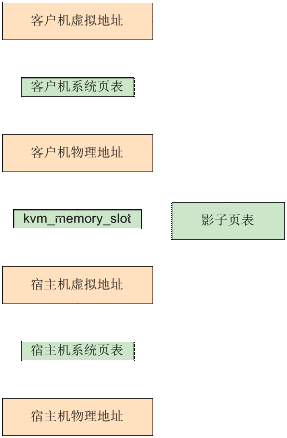 客户机虚拟地址
客户机系统页表
客户机物理地址
kvm_memory_slot
影子页表
宿主机虚拟地址
宿主机系统页表
宿主机物理地址